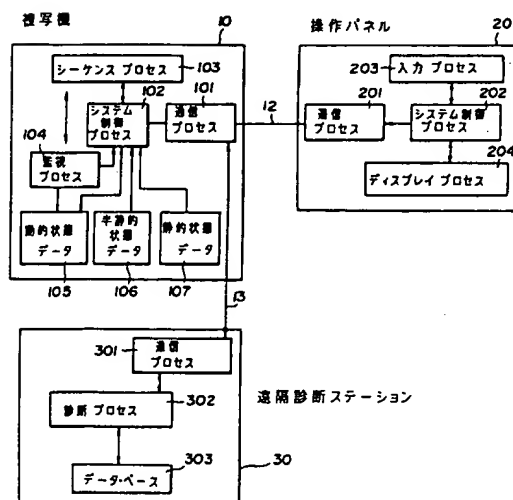 複写機
10
シーケンス プロセス
103
102
システム制御
プロセス
101
通信
プロセス
104
監視
プロセス
動的状態
データ
105
半静的
状態
データ
106
静的状態
データ
107
12
13
操作パネル
20
203
入力 プロセス
201
通信
プロセス
202
システム制御
プロセス
204
ディスプレイ プロセス
遠隔診断ステーション
301
通信
プロセス
302
診断 プロセス
303
データ・ベース
30